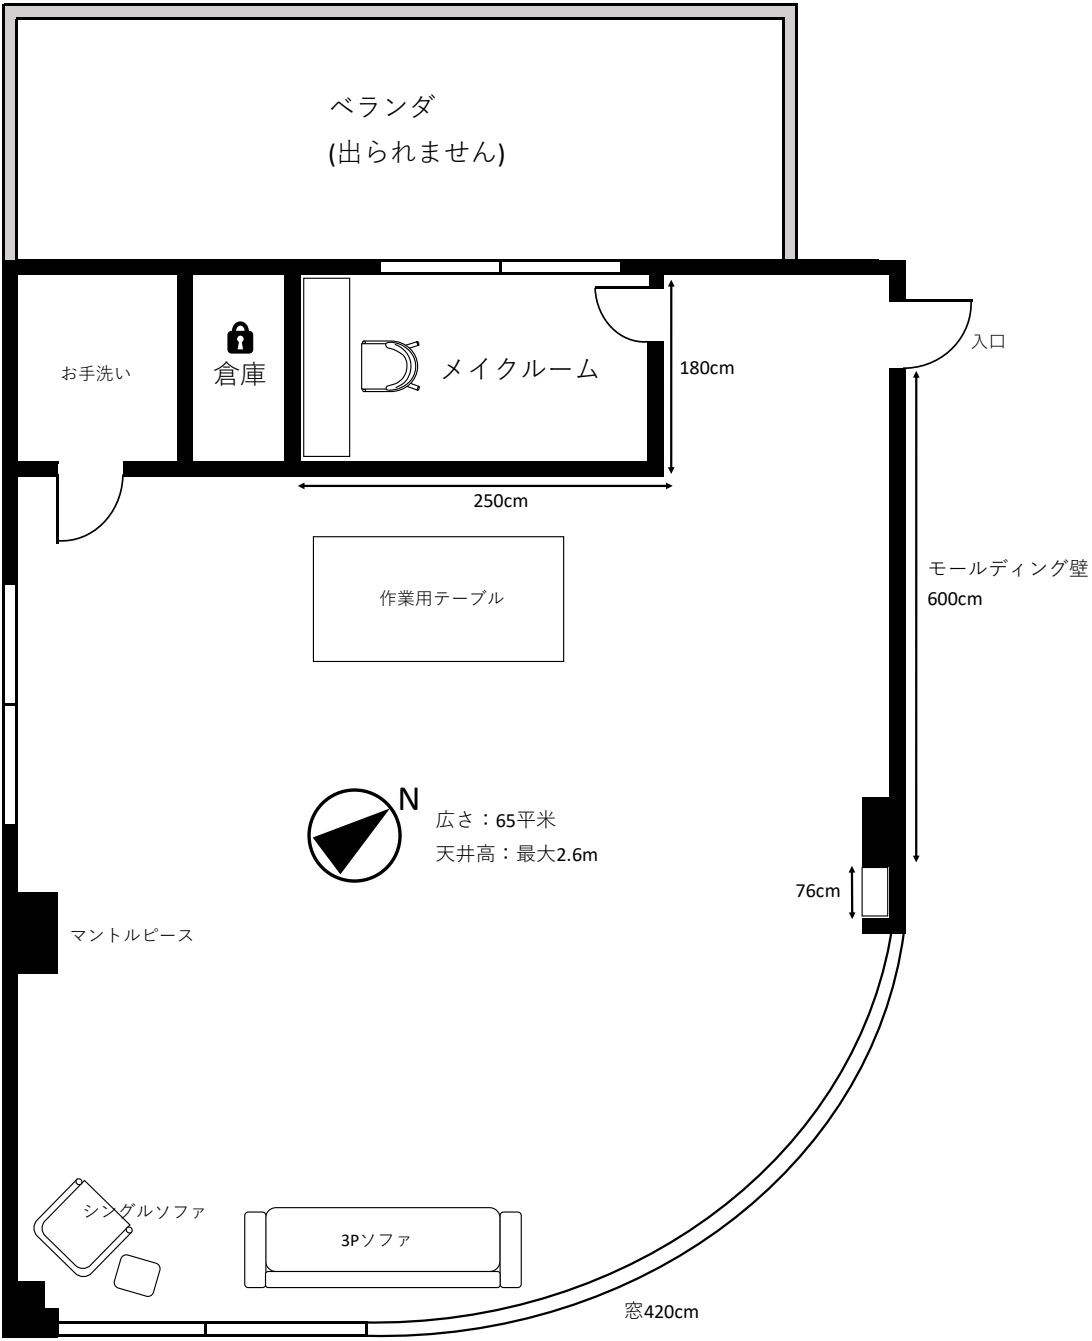 ベランダ
(出られません)
入口
お手洗い
倉庫
メイクルーム
180cm
250cm
作業用テーブル
モールディング壁
600cm
N
広さ：65平米
天井高：最大2.6m
76cm
マントルピース
シングルソファ
3Pソファ
窓420cm